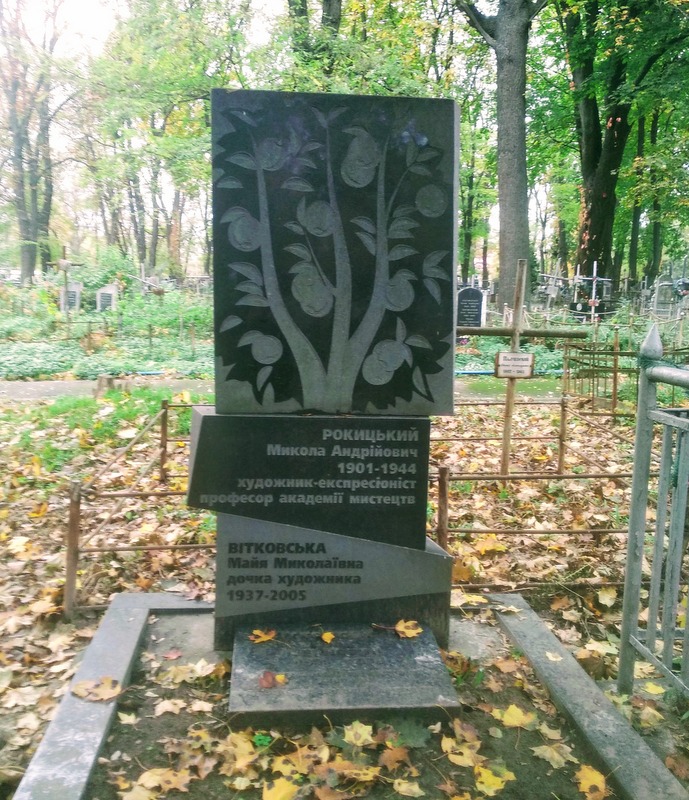 РОКИЦЬКИЙ
Микола Андрійович
1901-1944
художник-експресіоніст
професор академії мистецтв
ВІТКОВСЬКА
Майя Миколаївна
дочка художника
1937-2005